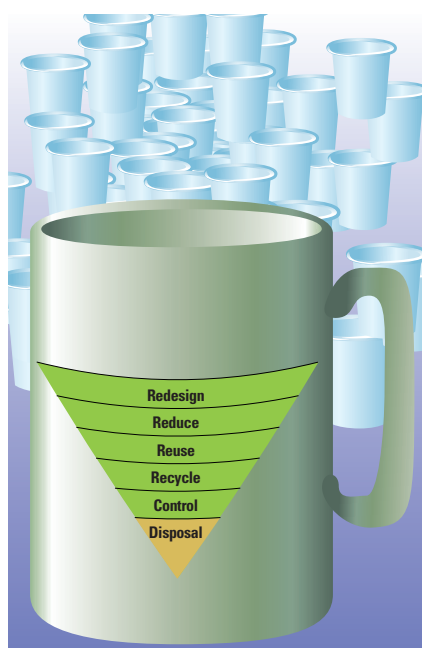 Redesign
Reduce
Reuse
Recycle
Control
Disposal